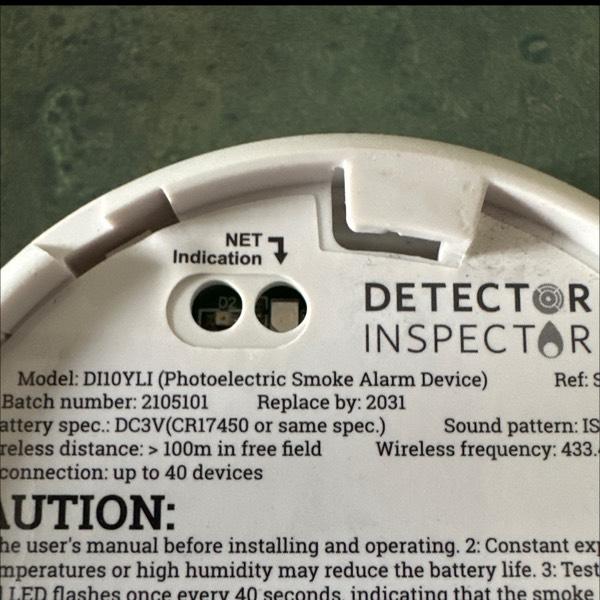 NET
Indication
D2
DETECTOR
INSPECTOR
Model: DI10YLI (Photoelectric Smoke Alarm Device) Ref: S
Batch number: 2105101 Replace by: 2031
attery spec.: DC3V(CR17450 or same spec.) Sound pattern: IS
reless distance: > 100m in free field Wireless frequency: 433.
connection: up to 40 devices
AUTION:
he user's manual before installing and operating. 2: Constant exp
mperatures or high humidity may reduce the battery life. 3: Test
LED flashes once every 40 seconds, indicating that the smoke